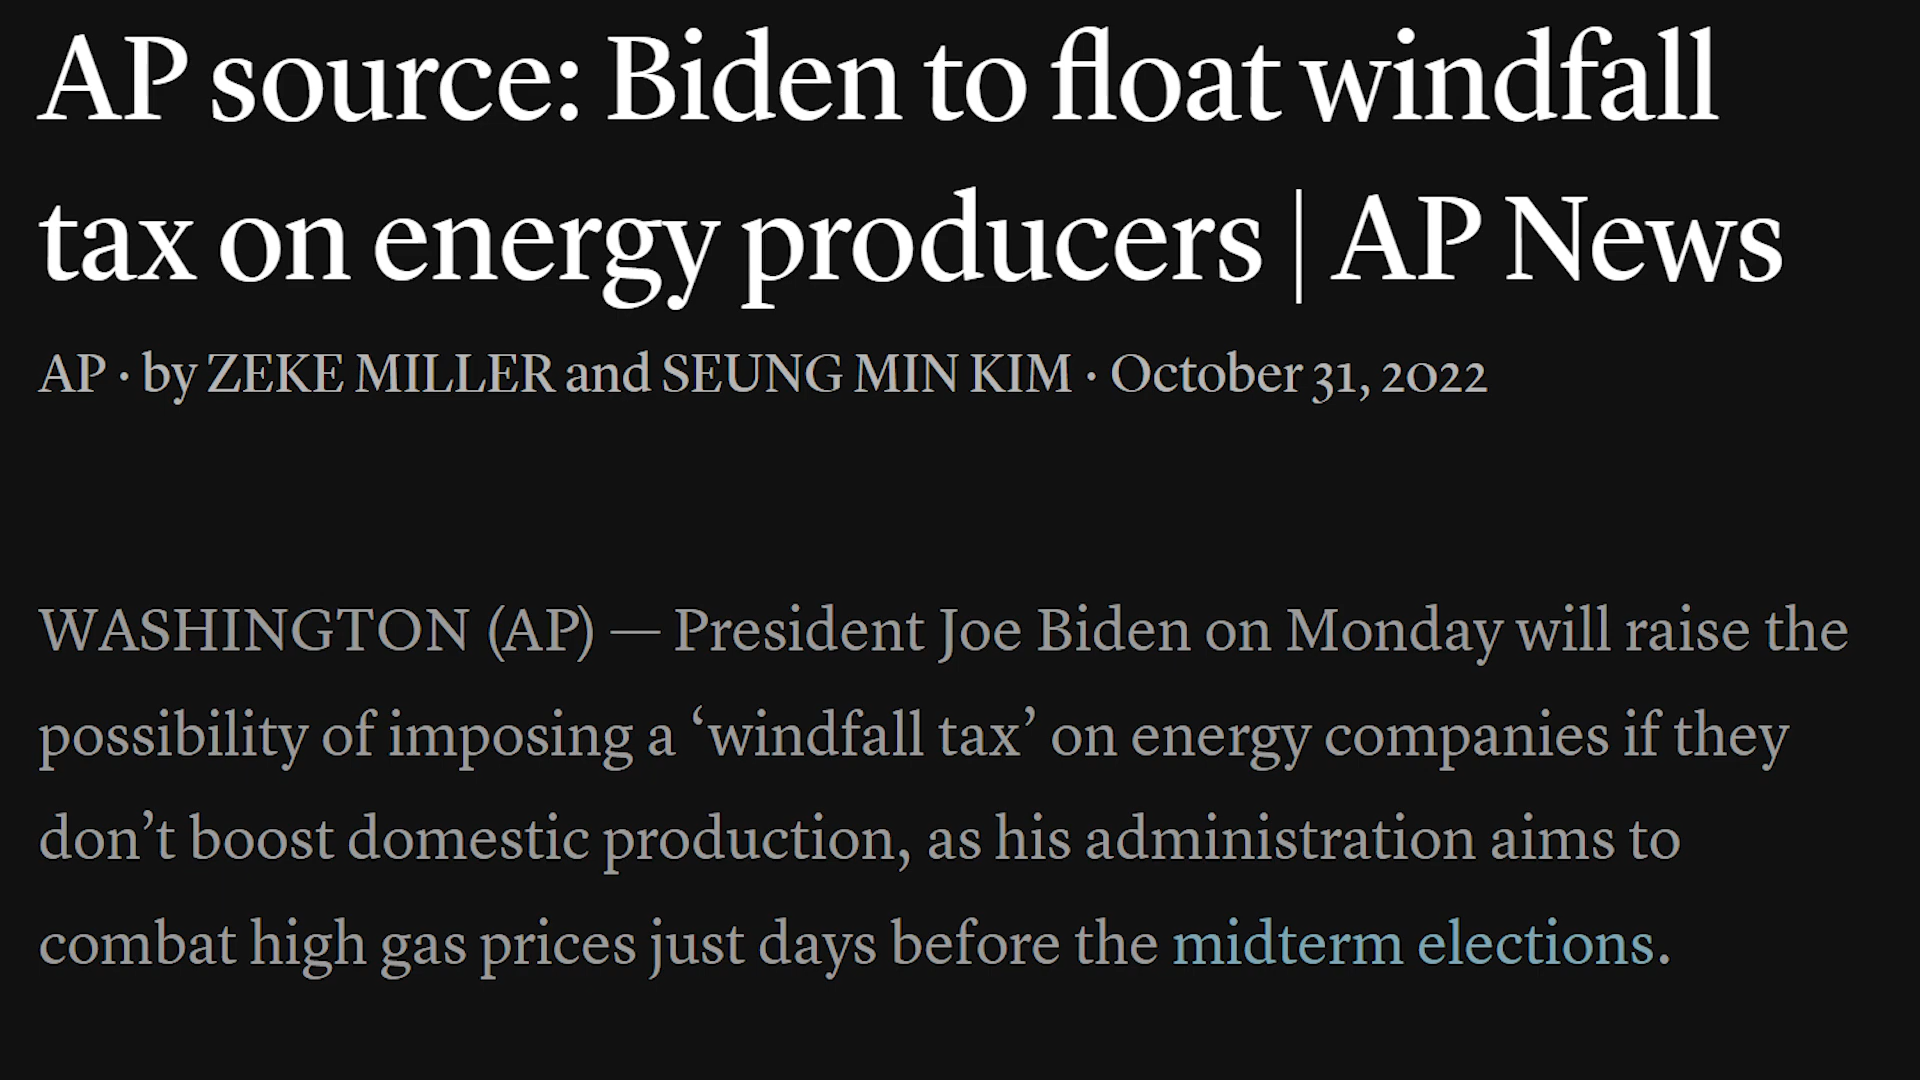 AP source: Biden to float windfall
tax on energy producers | AP News
AP · by ZEKE MILLER and SEUNG MIN KIM · October 31, 2022
WASHINGTON (AP) — President Joe Biden on Monday will raise the
possibility of imposing a ‘windfall tax’ on energy companies if they
don’t boost domestic production, as his administration aims to
combat high gas prices just days before the midterm elections.